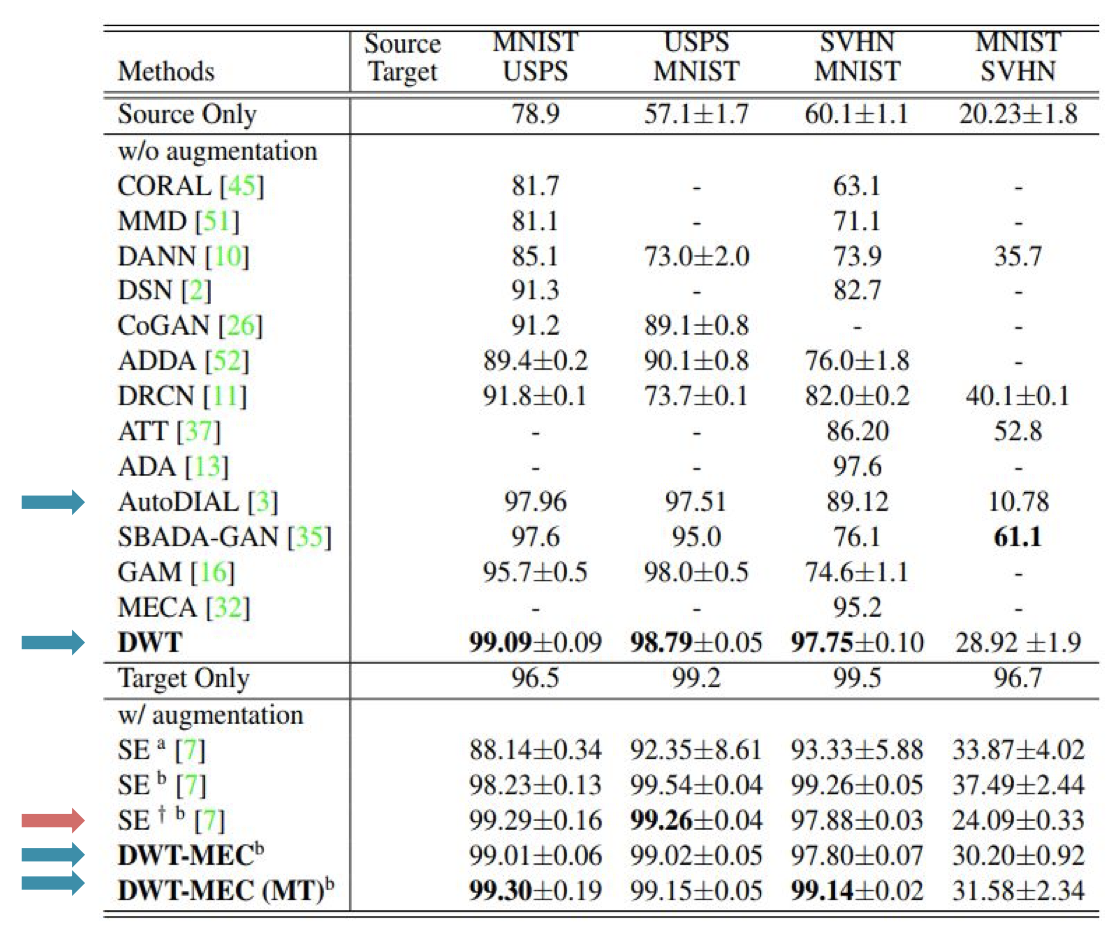 Methods Source Target MNIST USPS USPS MNIST SVHN MNIST MNIST SVHN
Source Only 78.9 57.1±1.7 60.1±1.1 20.23±1.8
w/o augmentation
CORAL [45] 81.7 - 63.1 -
MMD [51] 81.1 - 71.1 -
DANN [10] 85.1 73.0±2.0 73.9 35.7
DSN [2] 91.3 - 82.7 -
CoGAN [26] 91.2 89.1±0.8 - -
ADDA [52] 89.4±0.2 90.1±0.8 76.0±1.8 -
DRCN [11] 91.8±0.1 73.7±0.1 82.0±0.2 40.1±0.1
ATT [37] - - 86.20 52.8
ADA [13] - - 97.6 -
AutoDIAL [3] 97.96 97.51 89.12 10.78
SBADA-GAN [35] 97.6 95.0 76.1 61.1
GAM [16] 95.7±0.5 98.0±0.5 74.6±1.1 -
MECA [32] - - 95.2 -
DWT 99.09±0.09 98.79±0.05 97.75±0.10 28.92 ±1.9
Target Only 96.5 99.2 99.5 96.7
w/ augmentation
SE a [7] 88.14±0.34 92.35±8.61 93.33±5.88 33.87±4.02
SE b [7] 98.23±0.13 99.54±0.04 99.26±0.05 37.49±2.44
SE † b [7] 99.29±0.16 99.26±0.04 97.88±0.03 24.09±0.33
DWT-MECb 99.01±0.06 99.02±0.05 97.80±0.07 30.20±0.92
DWT-MEC (MT)b 99.30±0.19 99.15±0.05 99.14±0.02 31.58±2.34